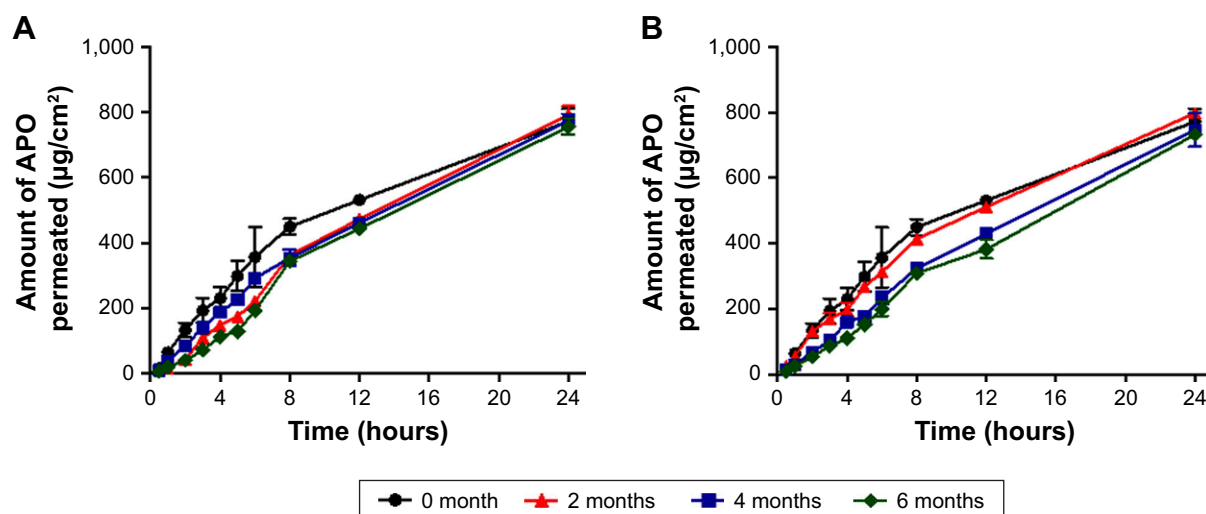 A
1,000
800
600
400
200
0
Amount of APO
permeated (µg/cm²)
0 4 8 12 16 20 24
Time (hours)
B
1,000
800
600
400
200
0
Amount of APO
permeated (µg/cm²)
0 4 8 12 16 20 24
Time (hours)
0 month 2 months 4 months 6 months